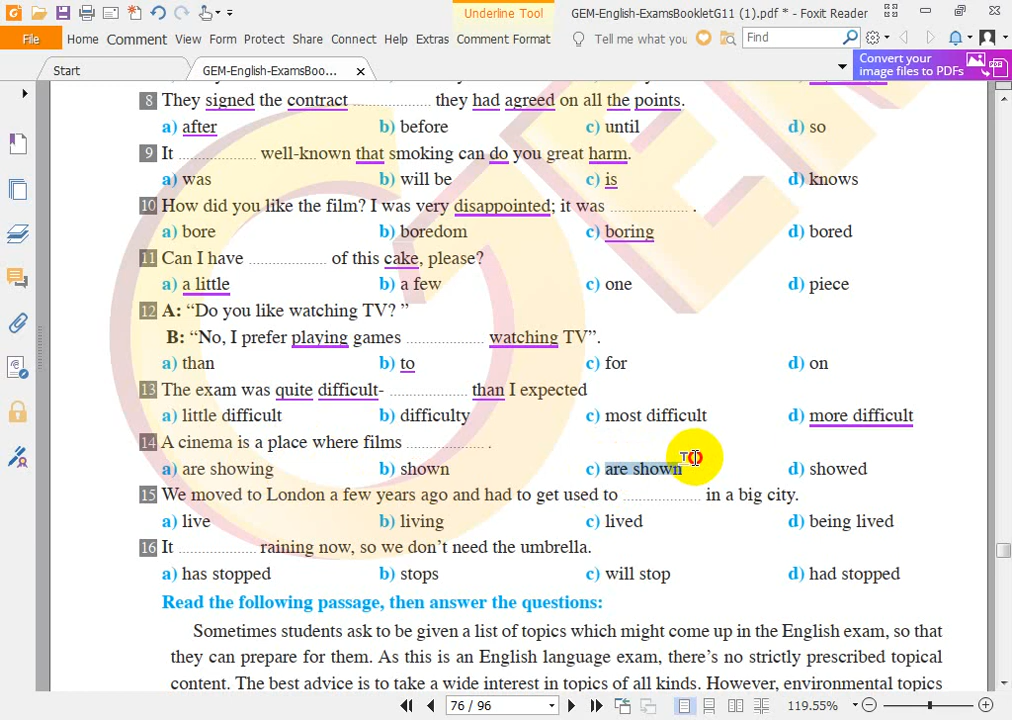 Underline Tool
GEM-English-ExamsBookletG11 (1).pdf * - Foxit Reader
File Home Comment View Form Protect Share Connect Help Extras Comment Format Tell me what you Find
Start GEM-English-ExamsBoo... Convert your image files to PDFs
8 They signed the contract .................... they had agreed on all the points.
a) after b) before c) until d) so
9 It .................... well-known that smoking can do you great harm.
a) was b) will be c) is d) knows
10 How did you like the film? I was very disappointed; it was .................... .
a) bore b) boredom c) boring d) bored
11 Can I have .................... of this cake, please?
a) a little b) a few c) one d) piece
12 A: “Do you like watching TV? ”
B: “No, I prefer playing games .................... watching TV”.
a) than b) to c) for d) on
13 The exam was quite difficult- .................... than I expected
a) little difficult b) difficulty c) most difficult d) more difficult
14 A cinema is a place where films .................... .
a) are showing b) shown c) are shown d) showed
15 We moved to London a few years ago and had to get used to .................... in a big city.
a) live b) living c) lived d) being lived
16 It .................... raining now, so we don’t need the umbrella.
a) has stopped b) stops c) will stop d) had stopped
Read the following passage, then answer the questions:
Sometimes students ask to be given a list of topics which might come up in the English exam, so that
they can prepare for them. As this is an English language exam, there’s no strictly prescribed topical
content. The best advice is to take a wide interest in topics of all kinds. However, environmental topics
76 / 96 119.55%